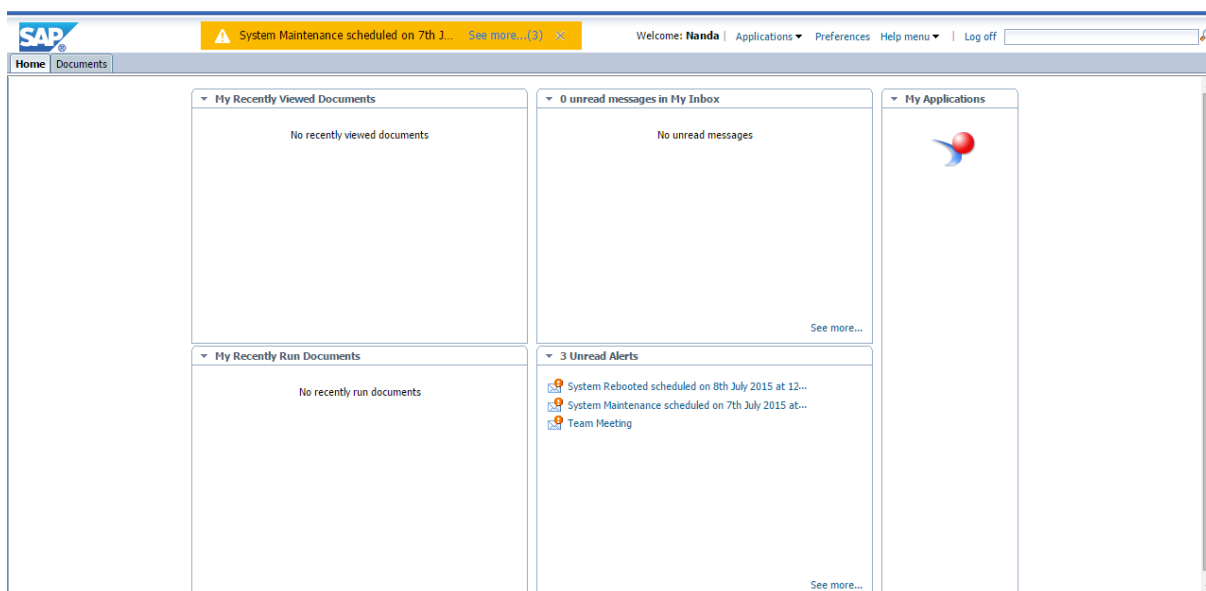 SAP®
System Maintenance scheduled on 7th J... See more...(3) ×
Welcome: Nanda | Applications ▾ Preferences Help menu ▾ | Log off
Home Documents
My Recently Viewed Documents
No recently viewed documents
0 unread messages in My Inbox
No unread messages
See more...
My Applications
My Recently Run Documents
No recently run documents
3 Unread Alerts
System Rebooted scheduled on 8th July 2015 at 12...
System Maintenance scheduled on 7th July 2015 at...
Team Meeting
See more...